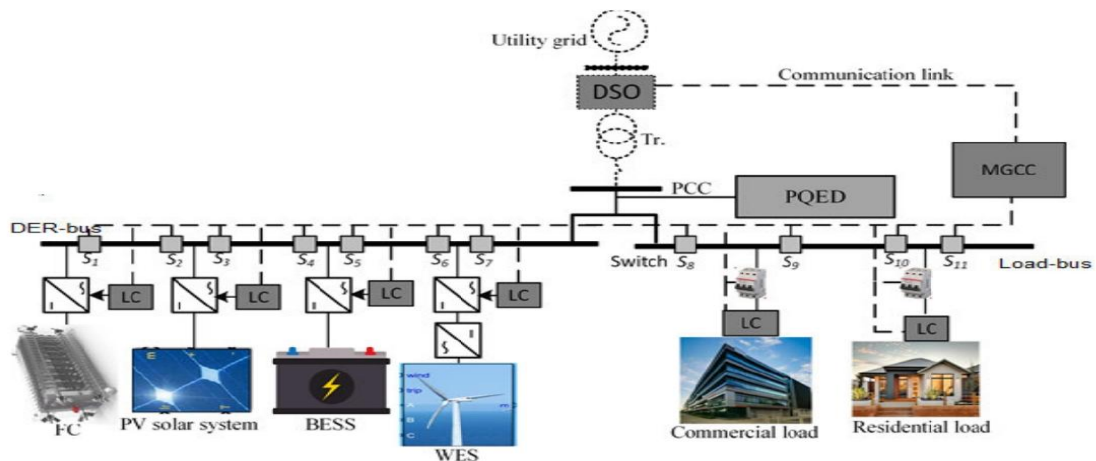 Utility grid
DSO
Communication link
Tr.
MGCC
PCC
PQED
DER-bus
S1 S2 S3 S4 S5 S6 S7
Switch S8 S9 S10 S11 Load-bus
LC LC LC LC
LC LC
wind
trip
A
B
C
m
FC
PV solar system
BESS
WES
Commercial load
Residential load